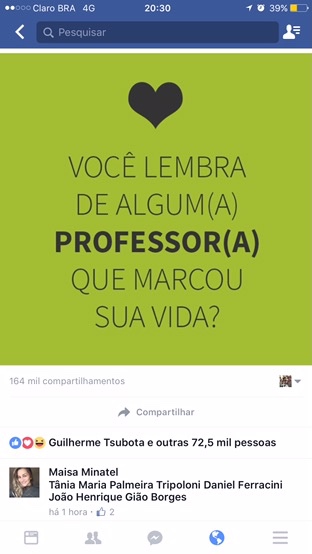 Claro BRA 4G 20:30 39%
Pesquisar
VOCÊ LEMBRA
DE ALGUM(A)
PROFESSOR(A)
QUE MARCOU
SUA VIDA?
164 mil compartilhamentos
Compartilhar
Guilherme Tsubota e outras 72,5 mil pessoas
Maisa Minatel
Tânia Maria Palmeira Tripoloni Daniel Ferracini
João Henrique Gião Borges
há 1 hora · 2